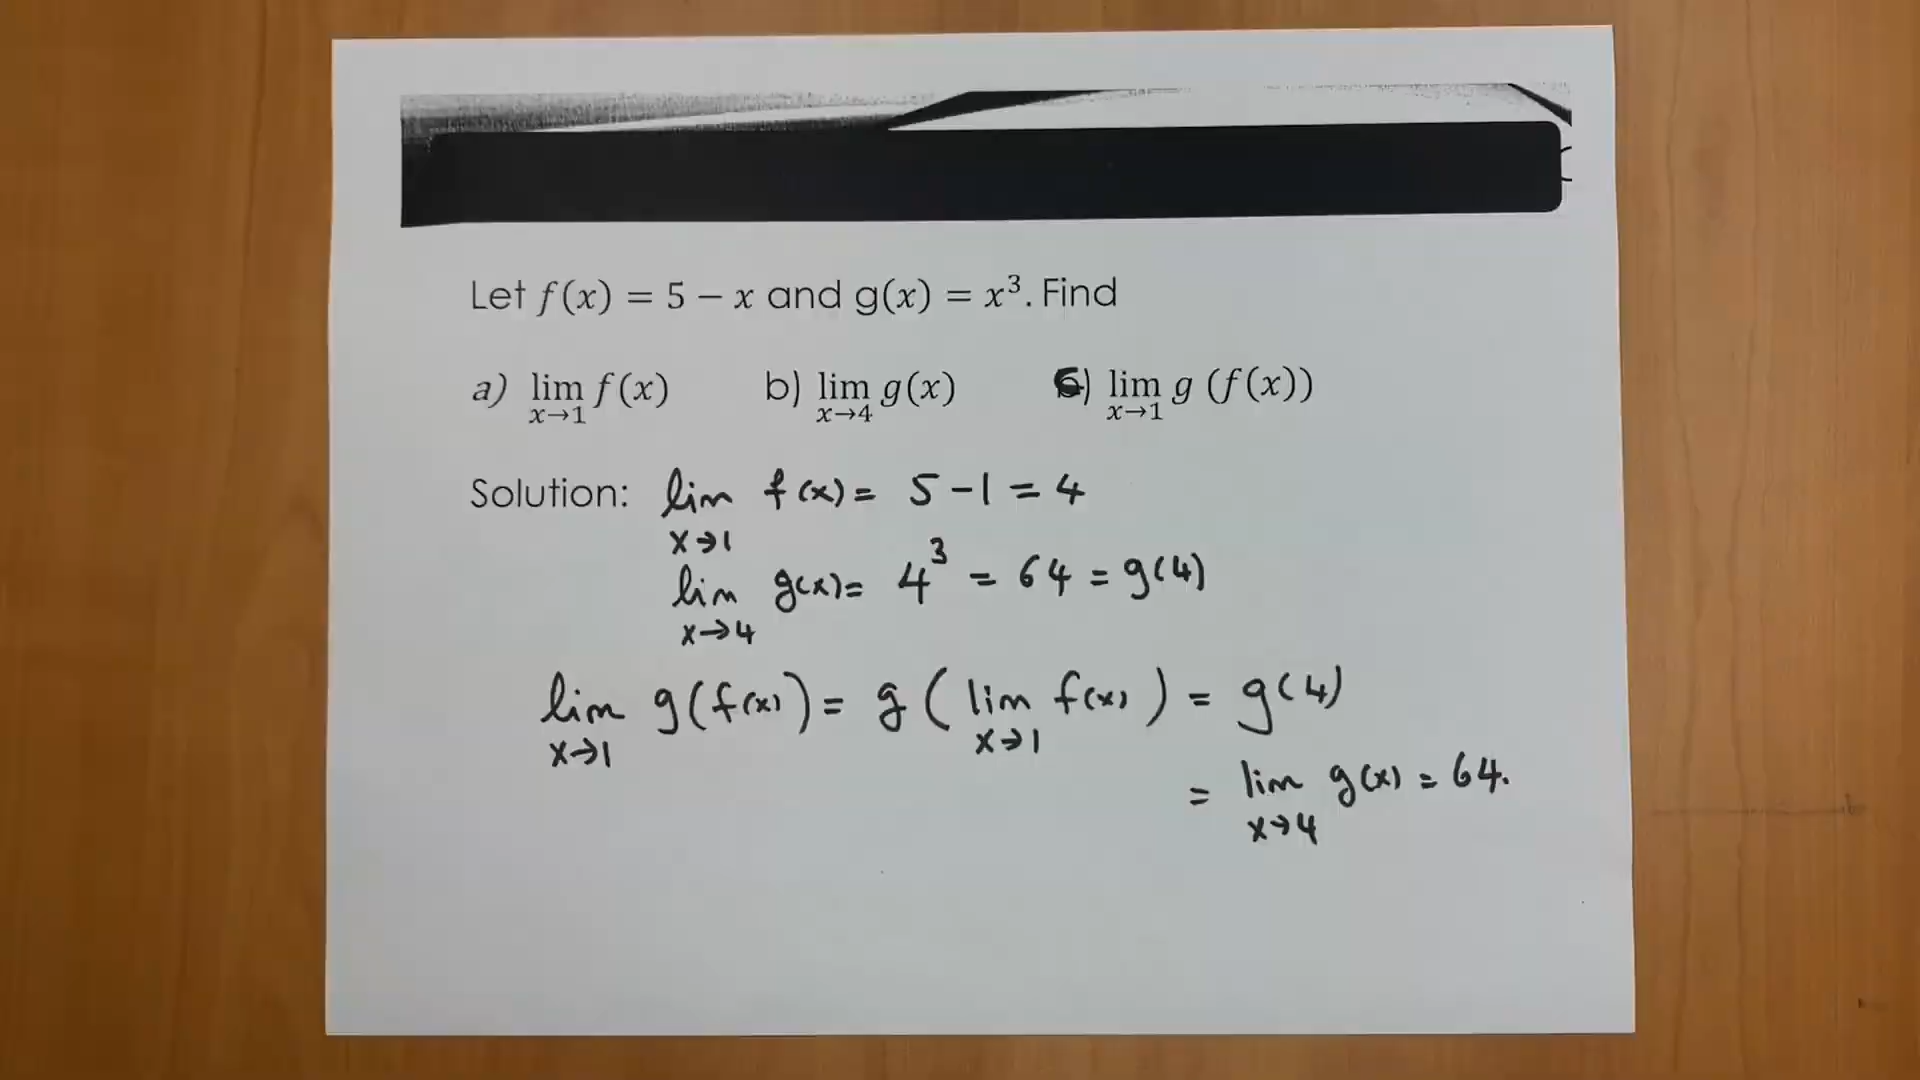 Let f(x) = 5 − x and g(x) = x³. Find
a) lim x→1 f(x) b) lim x→4 g(x) c) lim x→1 g (f(x))
Solution: lim x→1 f(x) = 5 − 1 = 4
lim x→4 g(x) = 4³ = 64 = g(4)
lim x→1 g(f(x)) = g ( lim x→1 f(x) ) = g(4)
= lim x→4 g(x) = 64.